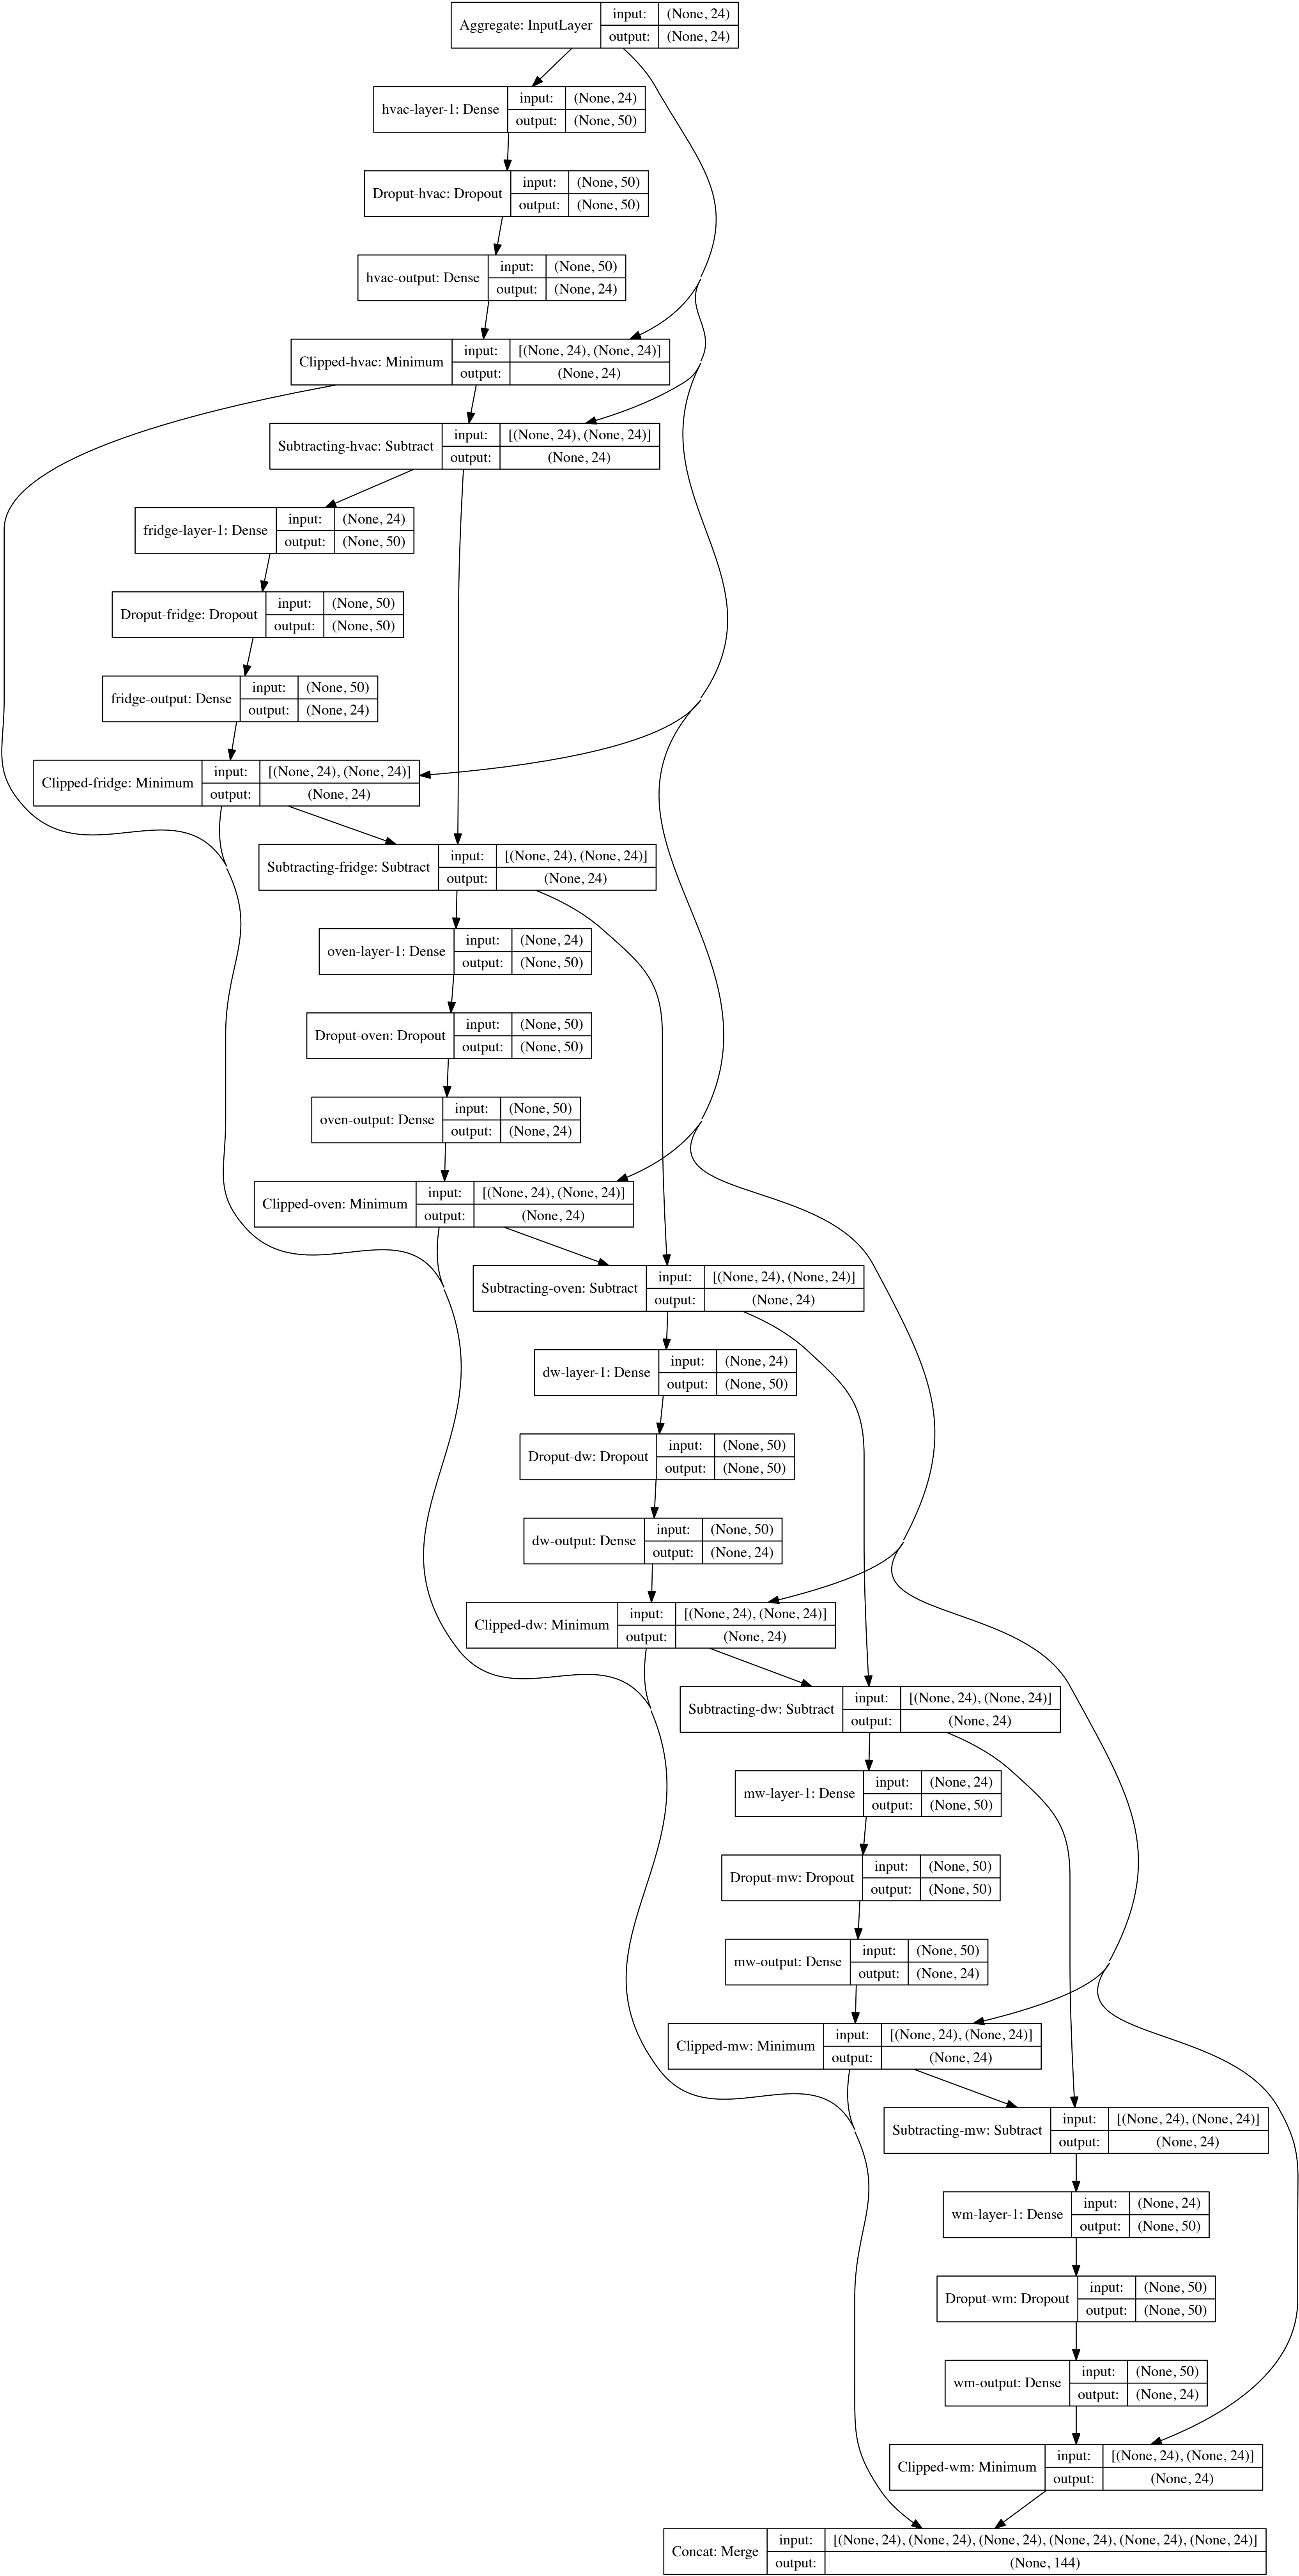 Aggregate: InputLayer
input: (None, 24)
output: (None, 24)
hvac-layer-1: Dense
input: (None, 24)
output: (None, 50)
Droput-hvac: Dropout
input: (None, 50)
output: (None, 50)
hvac-output: Dense
input: (None, 50)
output: (None, 24)
Clipped-hvac: Minimum
input: [(None, 24), (None, 24)]
output: (None, 24)
Subtracting-hvac: Subtract
input: [(None, 24), (None, 24)]
output: (None, 24)
fridge-layer-1: Dense
input: (None, 24)
output: (None, 50)
Droput-fridge: Dropout
input: (None, 50)
output: (None, 50)
fridge-output: Dense
input: (None, 50)
output: (None, 24)
Clipped-fridge: Minimum
input: [(None, 24), (None, 24)]
output: (None, 24)
Subtracting-fridge: Subtract
input: [(None, 24), (None, 24)]
output: (None, 24)
oven-layer-1: Dense
input: (None, 24)
output: (None, 50)
Droput-oven: Dropout
input: (None, 50)
output: (None, 50)
oven-output: Dense
input: (None, 50)
output: (None, 24)
Clipped-oven: Minimum
input: [(None, 24), (None, 24)]
output: (None, 24)
Subtracting-oven: Subtract
input: [(None, 24), (None, 24)]
output: (None, 24)
dw-layer-1: Dense
input: (None, 24)
output: (None, 50)
Droput-dw: Dropout
input: (None, 50)
output: (None, 50)
dw-output: Dense
input: (None, 50)
output: (None, 24)
Clipped-dw: Minimum
input: [(None, 24), (None, 24)]
output: (None, 24)
Subtracting-dw: Subtract
input: [(None, 24), (None, 24)]
output: (None, 24)
mw-layer-1: Dense
input: (None, 24)
output: (None, 50)
Droput-mw: Dropout
input: (None, 50)
output: (None, 50)
mw-output: Dense
input: (None, 50)
output: (None, 24)
Clipped-mw: Minimum
input: [(None, 24), (None, 24)]
output: (None, 24)
Subtracting-mw: Subtract
input: [(None, 24), (None, 24)]
output: (None, 24)
wm-layer-1: Dense
input: (None, 24)
output: (None, 50)
Droput-wm: Dropout
input: (None, 50)
output: (None, 50)
wm-output: Dense
input: (None, 50)
output: (None, 24)
Clipped-wm: Minimum
input: [(None, 24), (None, 24)]
output: (None, 24)
Concat: Merge
input: [(None, 24), (None, 24), (None, 24), (None, 24), (None, 24), (None, 24)]
output: (None, 144)